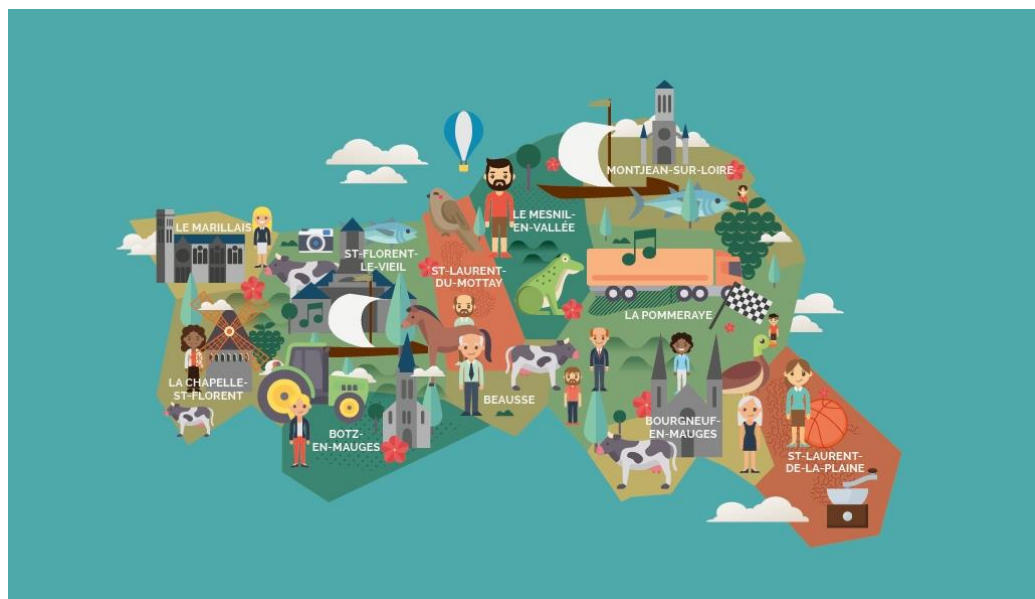 MONTJEAN-SUR-LOIRE
LE MARILLAIS
LE MESNIL-
EN-VALLÉE
ST-FLORENT-
LE-VIEIL
ST-LAURENT-
DU-MOTTAY
LA POMMERAYE
LA CHAPELLE-
ST-FLORENT
BEAUSSE
BOTZ-
EN-MAUGES
BOURGNEUF-
EN-MAUGES
ST-LAURENT-
DE-LA-PLAINE